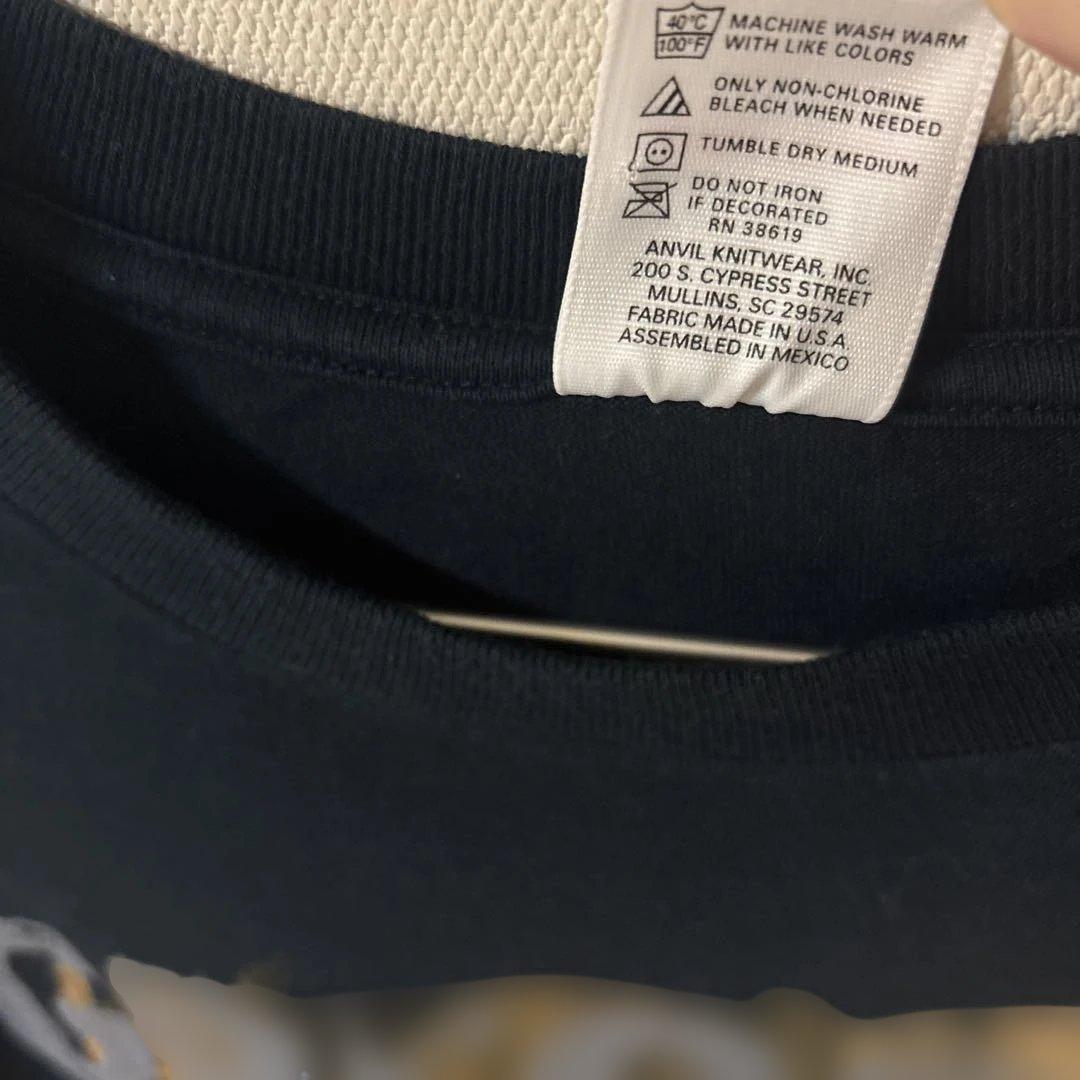 40°C
100°F
MACHINE WASH WARM
WITH LIKE COLORS
ONLY NON-CHLORINE
BLEACH WHEN NEEDED
TUMBLE DRY MEDIUM
DO NOT IRON
IF DECORATED
RN 38619
ANVIL KNITWEAR, INC.
200 S. CYPRESS STREET
MULLINS, SC 29574
FABRIC MADE IN U.S.A.
ASSEMBLED IN MEXICO